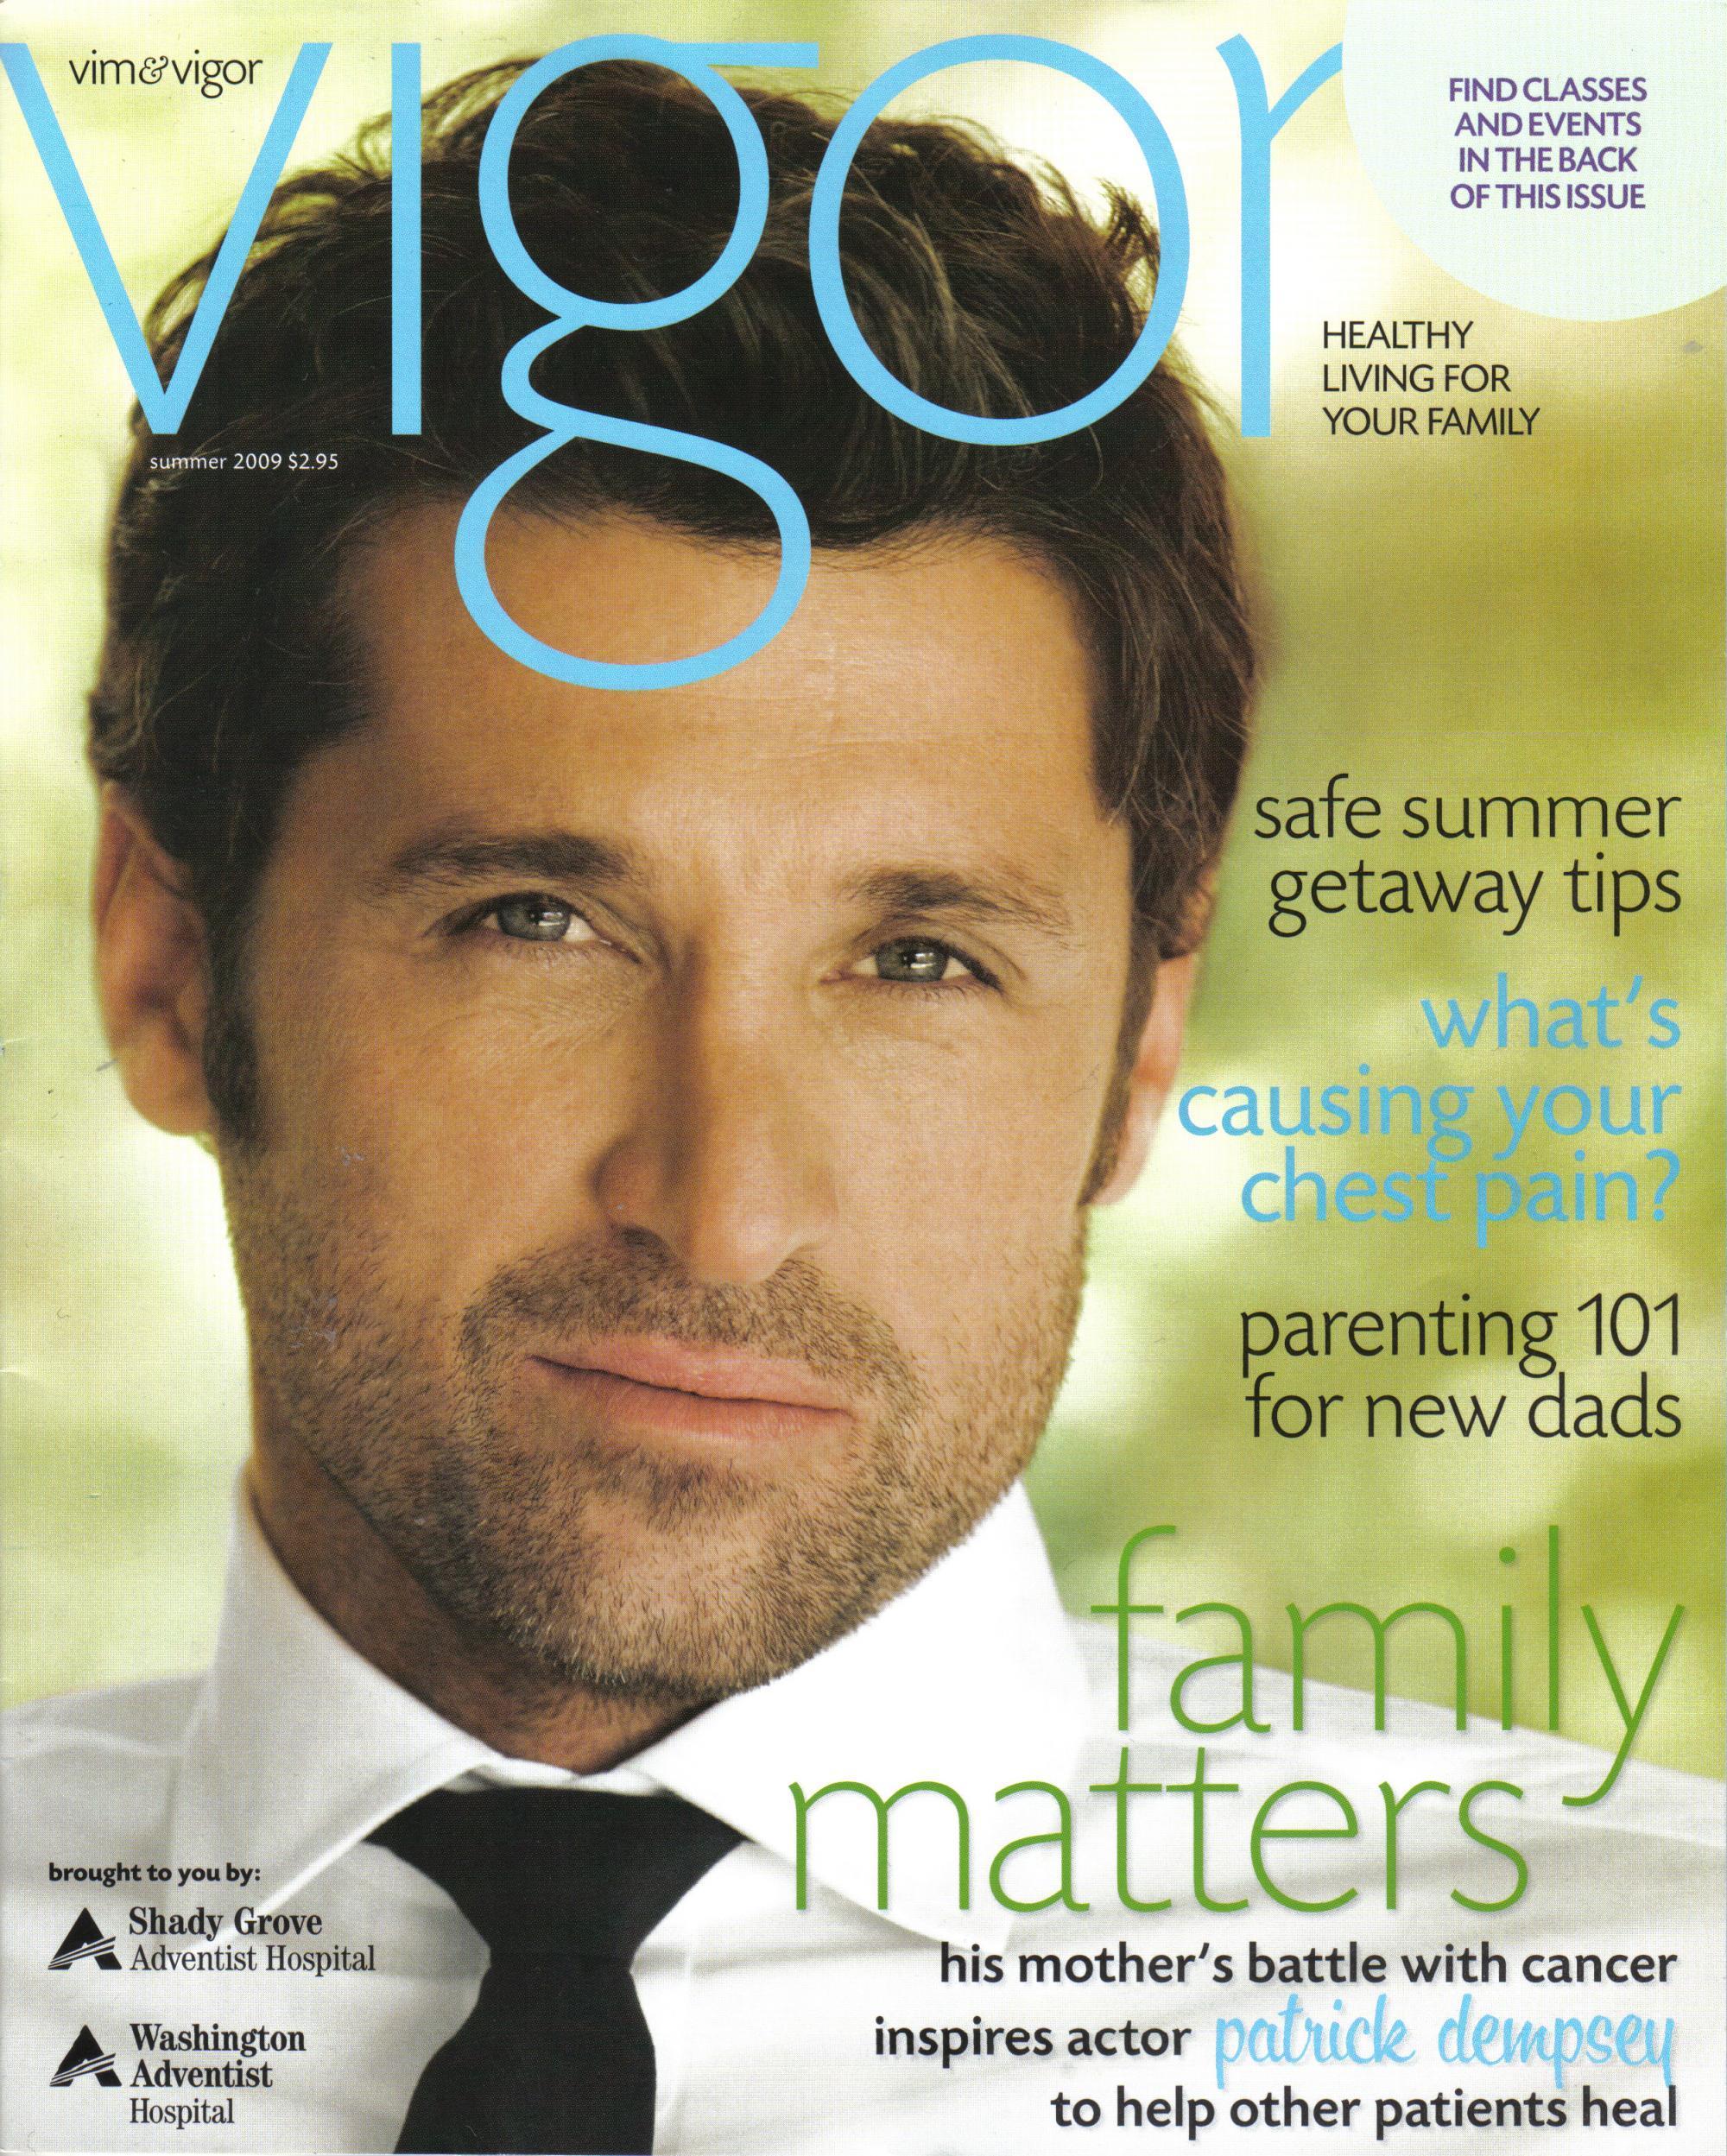 vim&vigor
vigor
FIND CLASSES
AND EVENTS
IN THE BACK
OF THIS ISSUE
HEALTHY
LIVING FOR
YOUR FAMILY
summer 2009 $2.95
safe summer
getaway tips
what's
causing your
chest pain?
parenting 101
for new dads
family
matters
his mother's battle with cancer
inspires actor patrick dempsey
to help other patients heal
brought to you by:
Shady Grove
Adventist Hospital
Washington
Adventist
Hospital